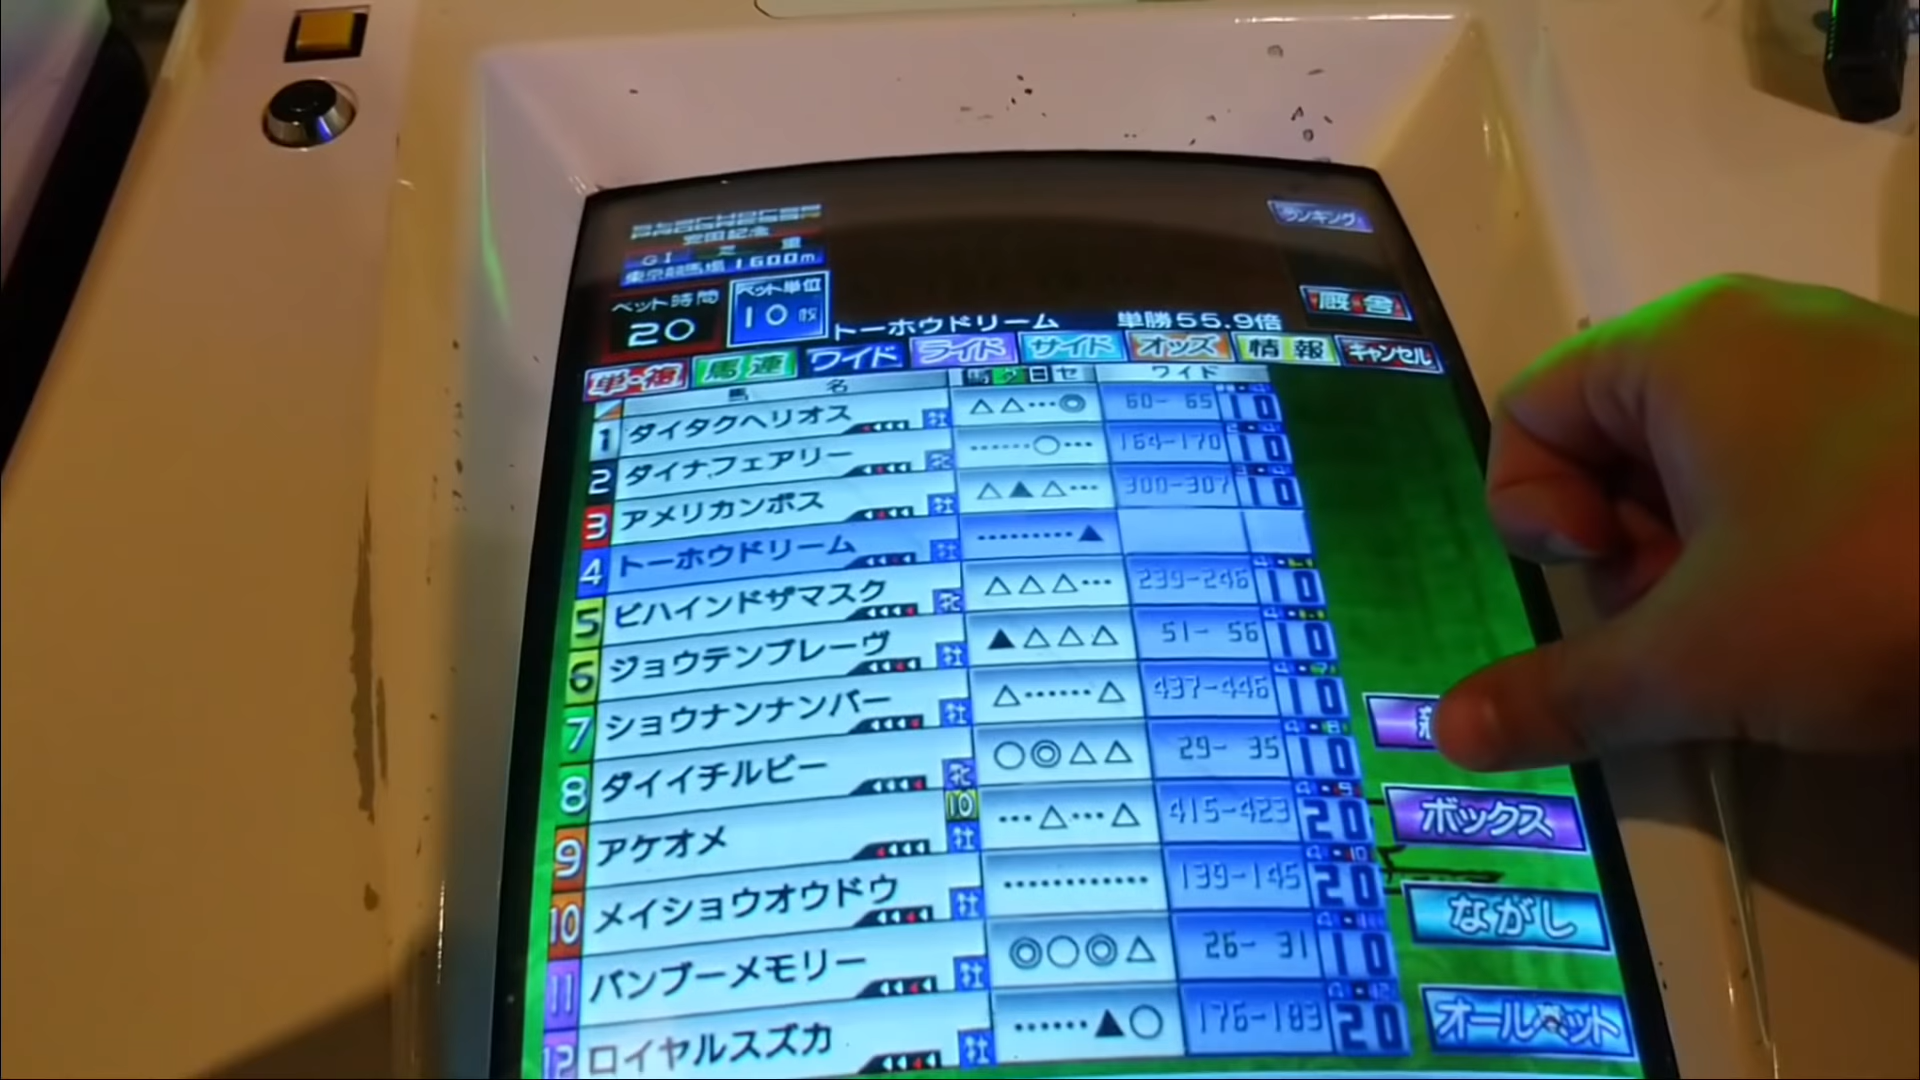 ランキング
安田記念
GI 芝 重
東京競馬場 1600m
ベット時間 20
ベット単位 10枚
厩舎
トーホウドリーム 単勝55.9倍
単・複 馬連 ワイド ライド サイド オッズ 情報 キャンセル
馬名 ワイド
1 ダイタクヘリオス △△・・・◎ 60-65 10
2 ダイナフェアリー ・・・・・・○・・・ 164-170 10
3 アメリカンボス △▲△・・・ 300-307 10
4 トーホウドリーム ・・・・・・・・・▲
5 ビハインドザマスク △△△・・・ 239-246 10
6 ジョウテンブレーヴ ▲△△△ 51-56 10
7 ショウナンナンバー △・・・・・・△ 437-446 10
8 ダイイチルビー ○◎△△ 29-35 10
9 アケオメ 10 ・・・△・・・△ 415-423 20
10 メイショウオウドウ ・・・・・・・・・・・・ 139-145 20
11 バンブーメモリー ◎○◎△ 26-31 10
12 ロイヤルスズカ ・・・・・・▲○ 176-183 20
ボックス
ながし
オールベット